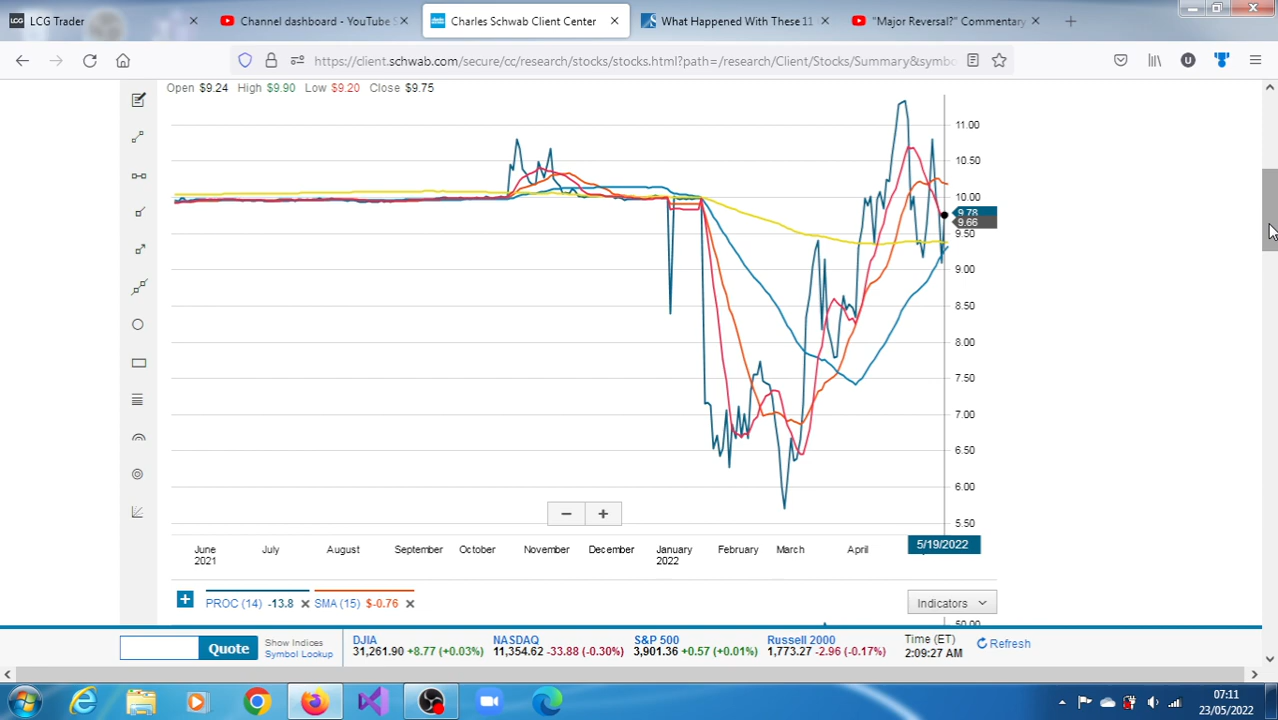 LCG Trader
Channel dashboard - YouTube S
Charles Schwab Client Center
What Happened With These 11
"Major Reversal?" Commentary
https://client.schwab.com/secure/cc/research/stocks/stocks.html?path=/research/Client/Stocks/Summary&symbo
Open $9.24 High $9.90 Low $9.20 Close $9.75
11.00
10.50
10.00
9.78
9.66
9.50
9.00
8.50
8.00
7.50
7.00
6.50
6.00
5.50
June 2021
July
August
September
October
November
December
January 2022
February
March
April
5/19/2022
PROC (14) -13.8
SMA (15) $-0.76
Indicators
50.00
Quote
Show Indices
Symbol Lookup
DJIA
31,261.90 +8.77 (+0.03%)
NASDAQ
11,354.62 -33.88 (-0.30%)
S&P 500
3,901.36 +0.57 (+0.01%)
Russell 2000
1,773.27 -2.96 (-0.17%)
Time (ET)
2:09:27 AM
Refresh
07:11
23/05/2022